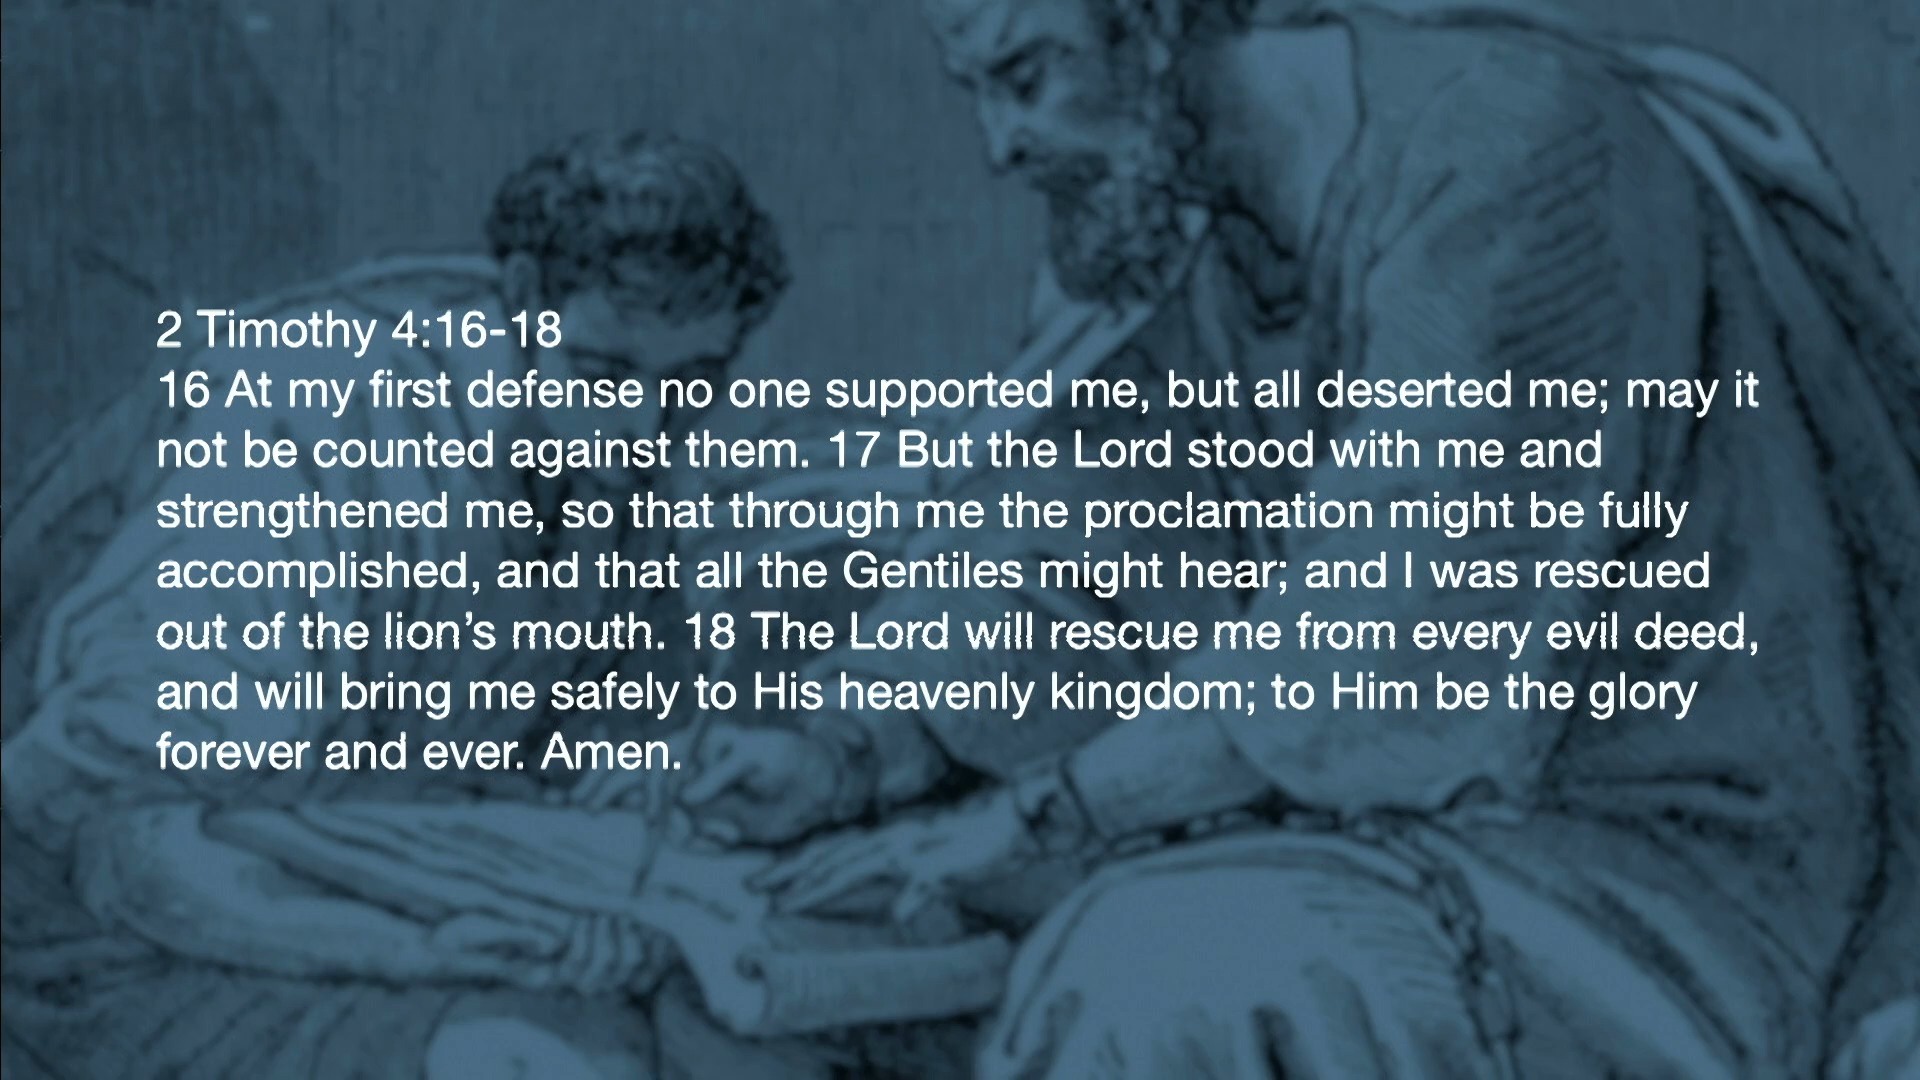 2 Timothy 4:16-18
16 At my first defense no one supported me, but all deserted me; may it
not be counted against them. 17 But the Lord stood with me and
strengthened me, so that through me the proclamation might be fully
accomplished, and that all the Gentiles might hear; and I was rescued
out of the lion’s mouth. 18 The Lord will rescue me from every evil deed,
and will bring me safely to His heavenly kingdom; to Him be the glory
forever and ever. Amen.